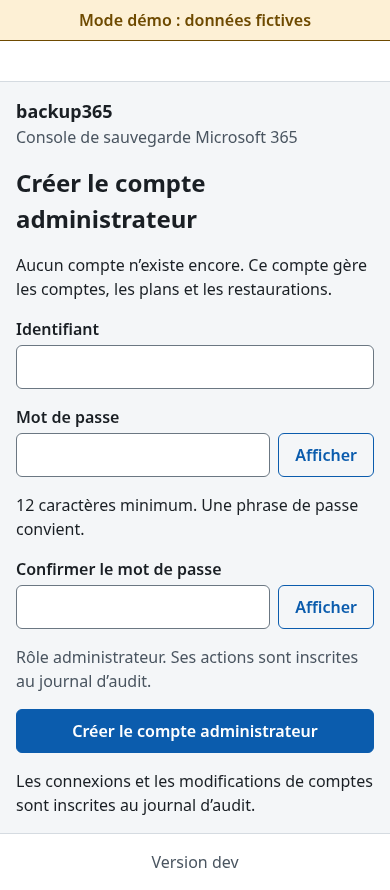 Mode démo : données fictives
backup365
Console de sauvegarde Microsoft 365
Créer le compte
administrateur
Aucun compte n’existe encore. Ce compte gère
les comptes, les plans et les restaurations.
Identifiant
Mot de passe
Afficher
12 caractères minimum. Une phrase de passe
convient.
Confirmer le mot de passe
Afficher
Rôle administrateur. Ses actions sont inscrites
au journal d’audit.
Créer le compte administrateur
Les connexions et les modifications de comptes
sont inscrites au journal d’audit.
Version dev